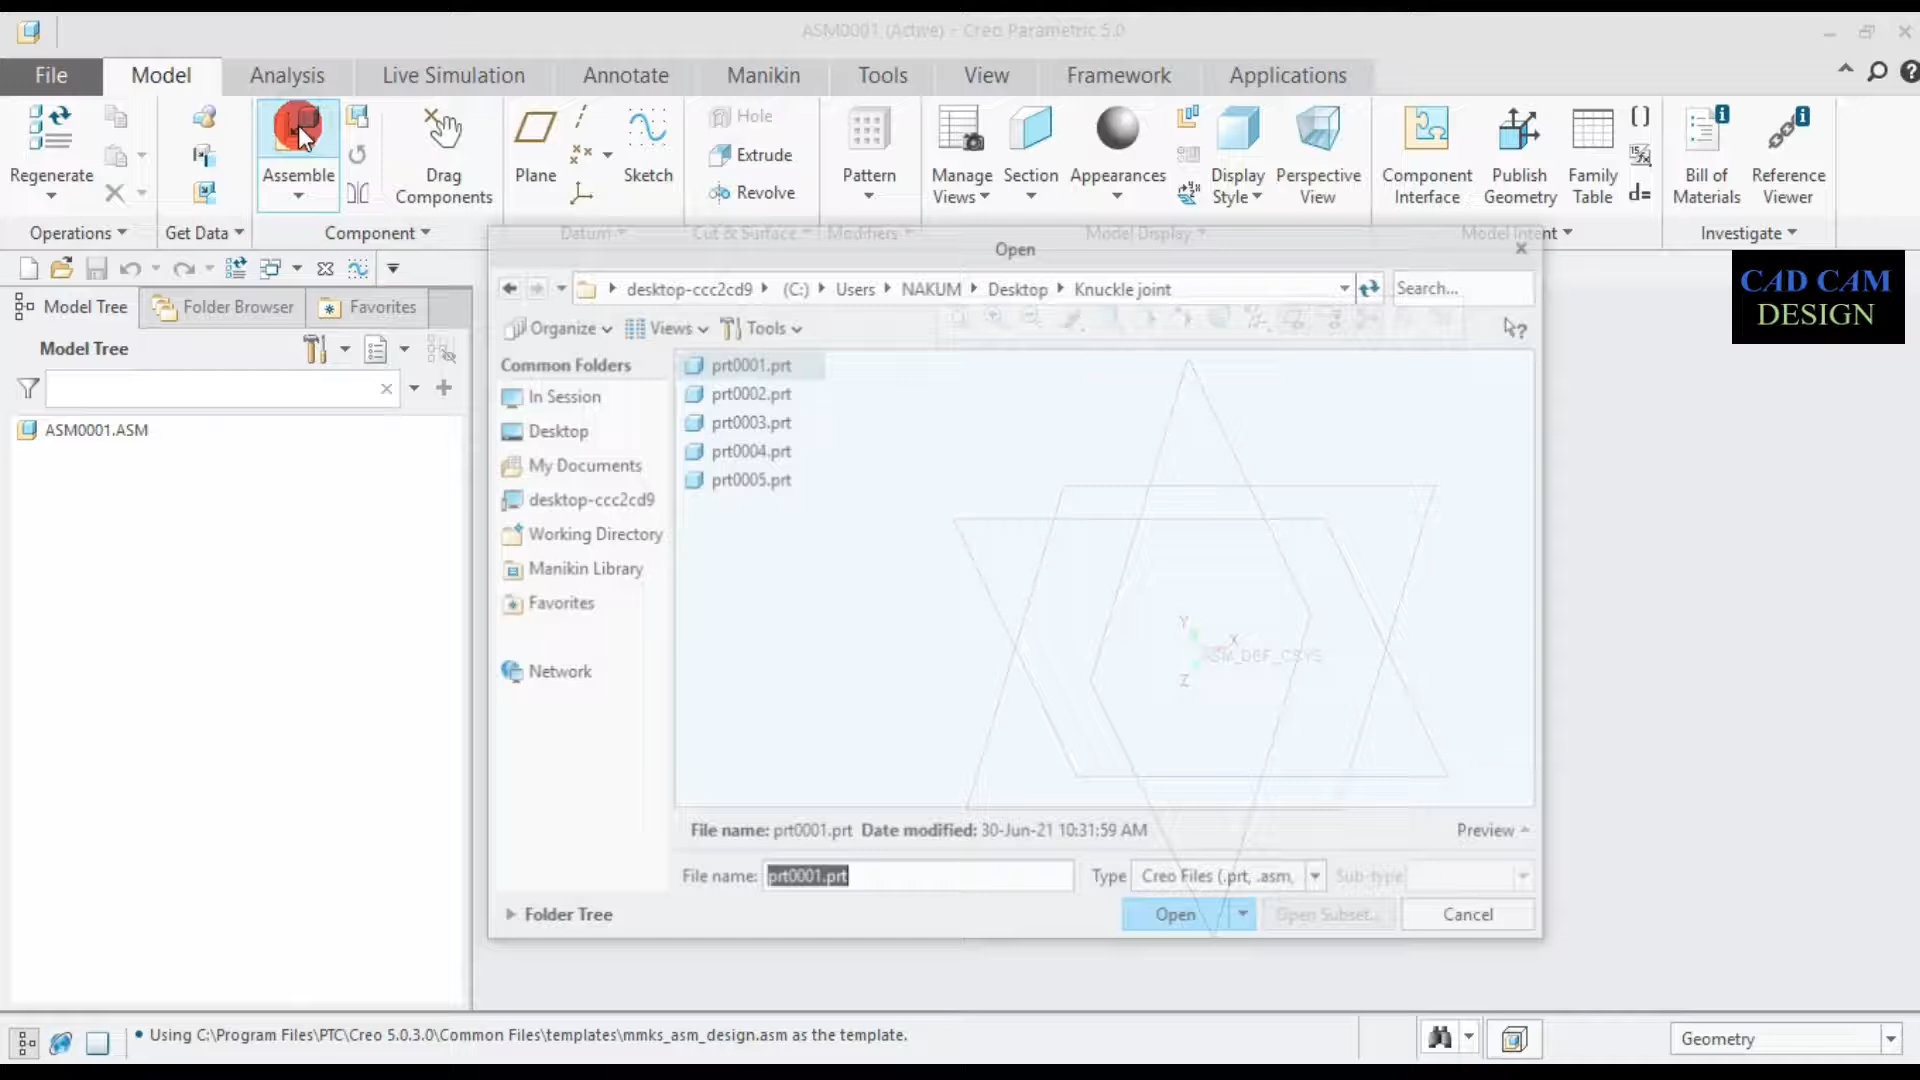 ASM0001 (Active) - Creo Parametric 5.0
File Model Analysis Live Simulation Annotate Manikin Tools View Framework Applications
Regenerate
Assemble
Drag
Components
Plane
Sketch
Hole
Extrude
Revolve
Pattern
Manage
Views
Section
Appearances
Display
Style
Perspective
View
Component
Interface
Publish
Geometry
Family
Table
d=
Bill of
Materials
Reference
Viewer
Operations Get Data Component Datum Cut & Surface Modifiers Model Display Model Intent Investigate
Model Tree Folder Browser Favorites
Model Tree
ASM0001.ASM
Open
desktop-ccc2cd9 (C:) Users NAKUM Desktop Knuckle joint
Search...
Organize Views Tools
Common Folders
In Session
Desktop
My Documents
desktop-ccc2cd9
Working Directory
Manikin Library
Favorites
Network
prt0001.prt
prt0002.prt
prt0003.prt
prt0004.prt
prt0005.prt
Y
X
ASM_DEF_CSYS
Z
File name: prt0001.prt Date modified: 30-Jun-21 10:31:59 AM
Preview
File name: prt0001.prt
Type Creo Files (.prt, .asm,
Sub-type
Folder Tree
Open
Open Subset...
Cancel
CAD CAM
DESIGN
• Using C:\Program Files\PTC\Creo 5.0.3.0\Common Files\templates\mmks_asm_design.asm as the template.
Geometry